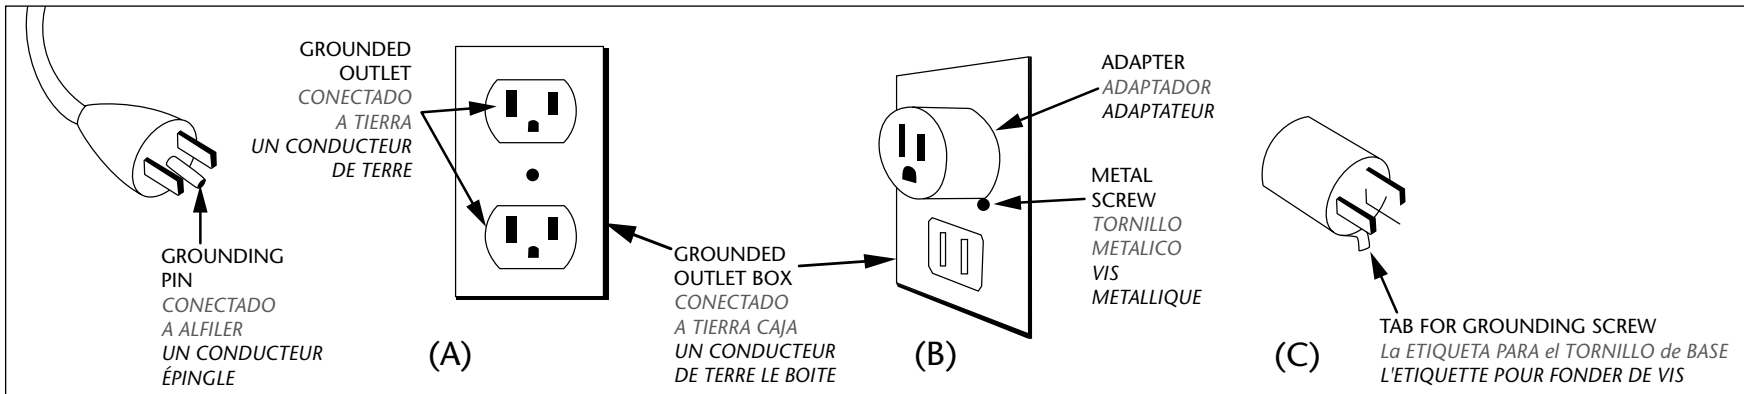 GROUNDING
PIN
CONECTADO
A ALFILER
UN CONDUCTEUR
ÉPINGLE
GROUNDED
OUTLET
CONECTADO
A TIERRA
UN CONDUCTEUR
DE TERRE
(A)
GROUNDED
OUTLET BOX
CONECTADO
A TIERRA CAJA
UN CONDUCTEUR
DE TERRE LE BOITE
(B)
ADAPTER
ADAPTADOR
ADAPTATEUR
METAL
SCREW
TORNILLO
METALICO
VIS
METALLIQUE
(C)
TAB FOR GROUNDING SCREW
La ETIQUETA PARA el TORNILLO de BASE
L'ETIQUETTE POUR FONDER DE VIS